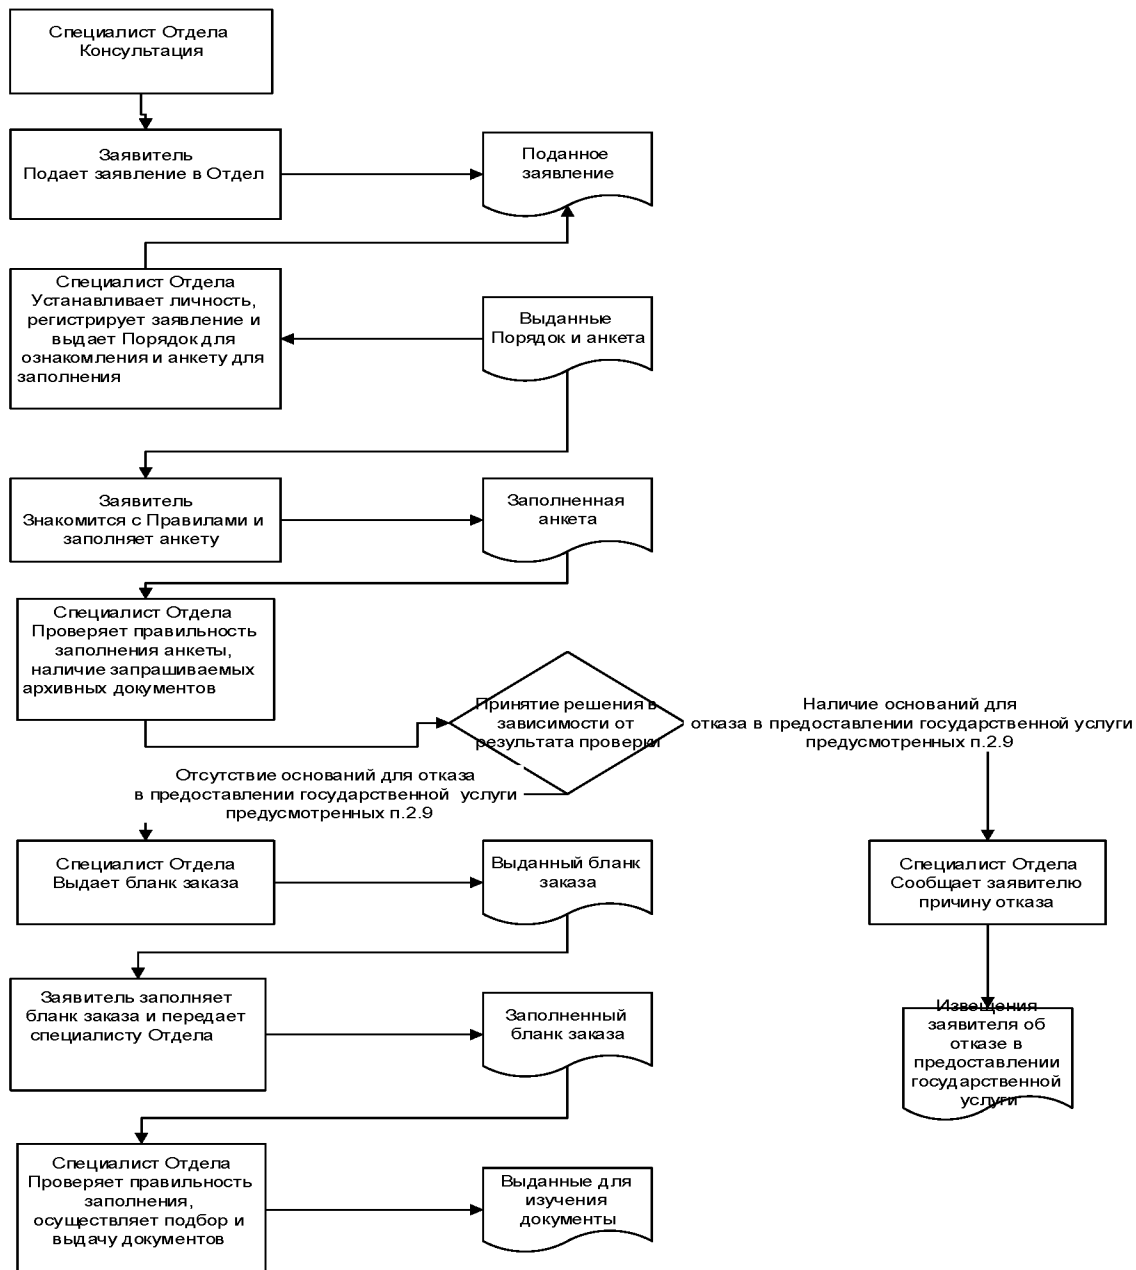 Специалист Отдела
Консультация
Заявитель
Подает заявление в Отдел
Поданное
заявление
Специалист Отдела
Устанавливает личность,
регистрирует заявление и
выдает Порядок для
ознакомления и анкету для
заполнения
Выданные
Порядок и анкета
Заявитель
Знакомится с Правилами и
заполняет анкету
Заполненная
анкета
Специалист Отдела
Проверяет правильность
заполнения анкеты,
наличие запрашиваемых
архивных документов
Принятие решения в
зависимости от
результата проверки
Наличие оснований для
отказа в предоставлении государственной услуги
предусмотренных п.2.9
Отсутствие оснований для отказа
в предоставлении государственной услуги
предусмотренных п.2.9
Специалист Отдела
Выдает бланк заказа
Выданный бланк
заказа
Специалист Отдела
Сообщает заявителю
причину отказа
Заявитель заполняет
бланк заказа и передает
специалисту Отдела
Заполненный
бланк заказа
Извещения
заявителя об
отказе в
предоставлении
государственной
услуги
Специалист Отдела
Проверяет правильность
заполнения,
осуществляет подбор и
выдачу документов
Выданные для
изучения
документы